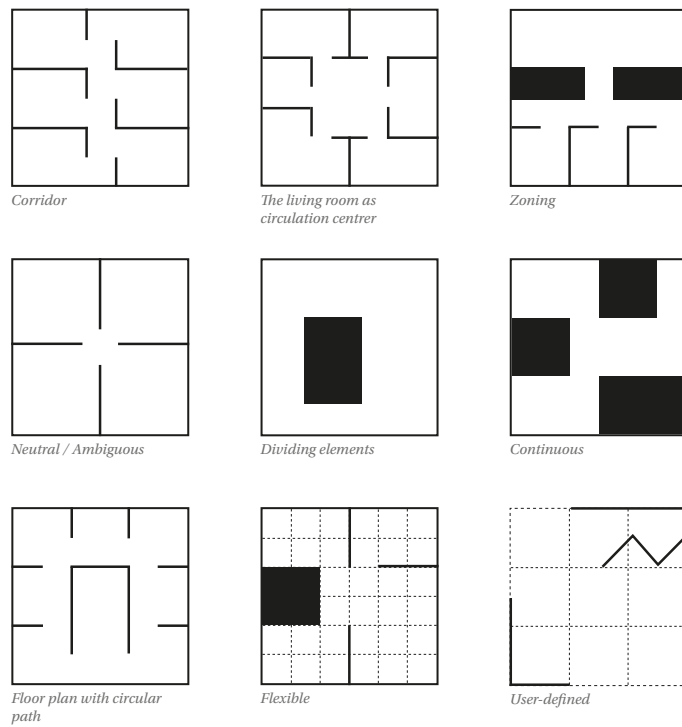 Corridor
The living room as
circulation centrer
Zoning
Neutral / Ambiguous
Dividing elements
Continuous
Floor plan with circular
path
Flexible
User-defined